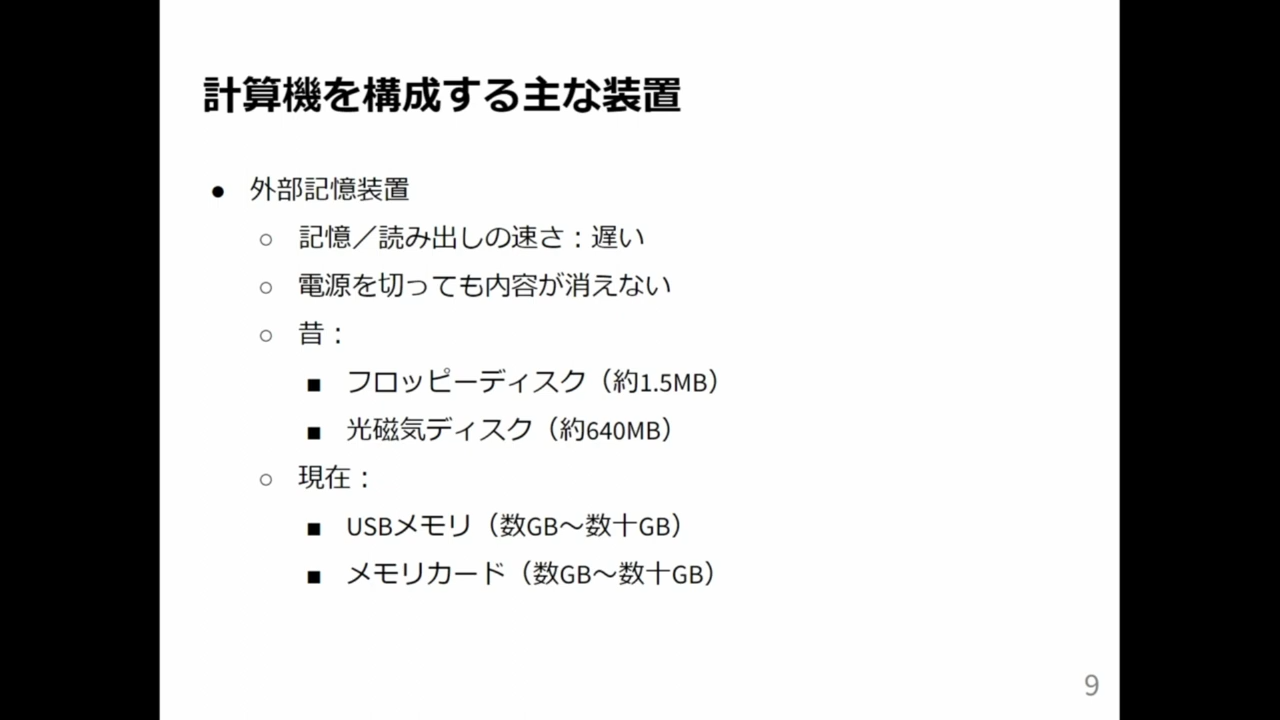 計算機を構成する主な装置
● 外部記憶装置
○ 記憶／読み出しの速さ：遅い
○ 電源を切っても内容が消えない
○ 昔：
■ フロッピーディスク（約1.5MB）
■ 光磁気ディスク（約640MB）
○ 現在：
■ USBメモリ（数GB～数十GB）
■ メモリカード（数GB～数十GB）
9